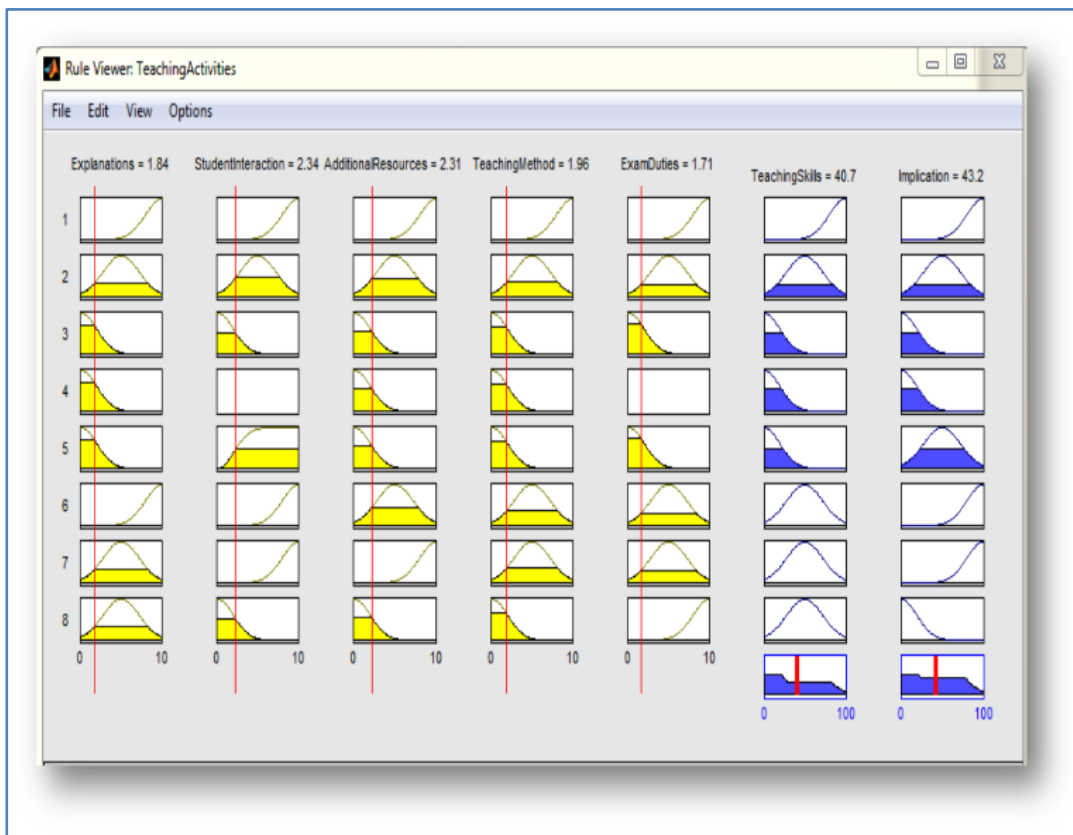 Rule Viewer: TeachingActivities
File Edit View Options
Explanations = 1.84 StudentInteraction = 2.34 AdditionalResources = 2.31 TeachingMethod = 1.96 ExamDuties = 1.71 TeachingSkills = 40.7 Implication = 43.2
1
2
3
4
5
6
7
8
0 10 0 10 0 10 0 10 0 10
0 100 0 100